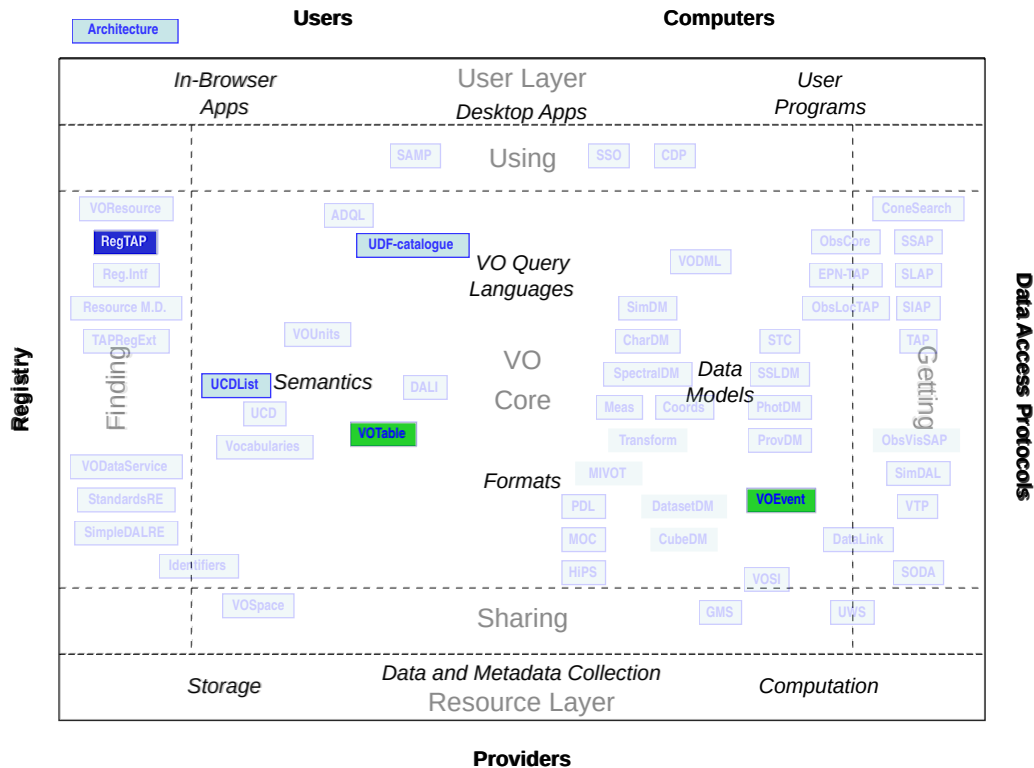 Users
Computers
Architecture
In-Browser
Apps
User Layer
Desktop Apps
User
Programs
SAMP
Using
SSO
CDP
VOResource
ADQL
ConeSearch
RegTAP
UDF-catalogue
ObsCore
SSAP
Reg.Intf
VO Query
Languages
VODML
EPN-TAP
SLAP
Resource M.D.
SimDM
ObsLocTAP
SIAP
TAPRegExt
VOUnits
CharDM
STC
TAP
Finding
VO
Core
Getting
UCDList
Semantics
DALI
SpectralDM
Data
Models
SSLDM
UCD
Meas
Coords
PhotDM
Vocabularies
VOTable
Transform
ProvDM
ObsVisSAP
VODataService
Formats
MIVOT
SimDAL
StandardsRE
PDL
DatasetDM
VOEvent
VTP
SimpleDALRE
MOC
CubeDM
DataLink
Identifiers
HiPS
VOSI
SODA
VOSpace
Sharing
GMS
UWS
Storage
Data and Metadata Collection
Computation
Resource Layer
Registry
Data Access Protocols
Providers